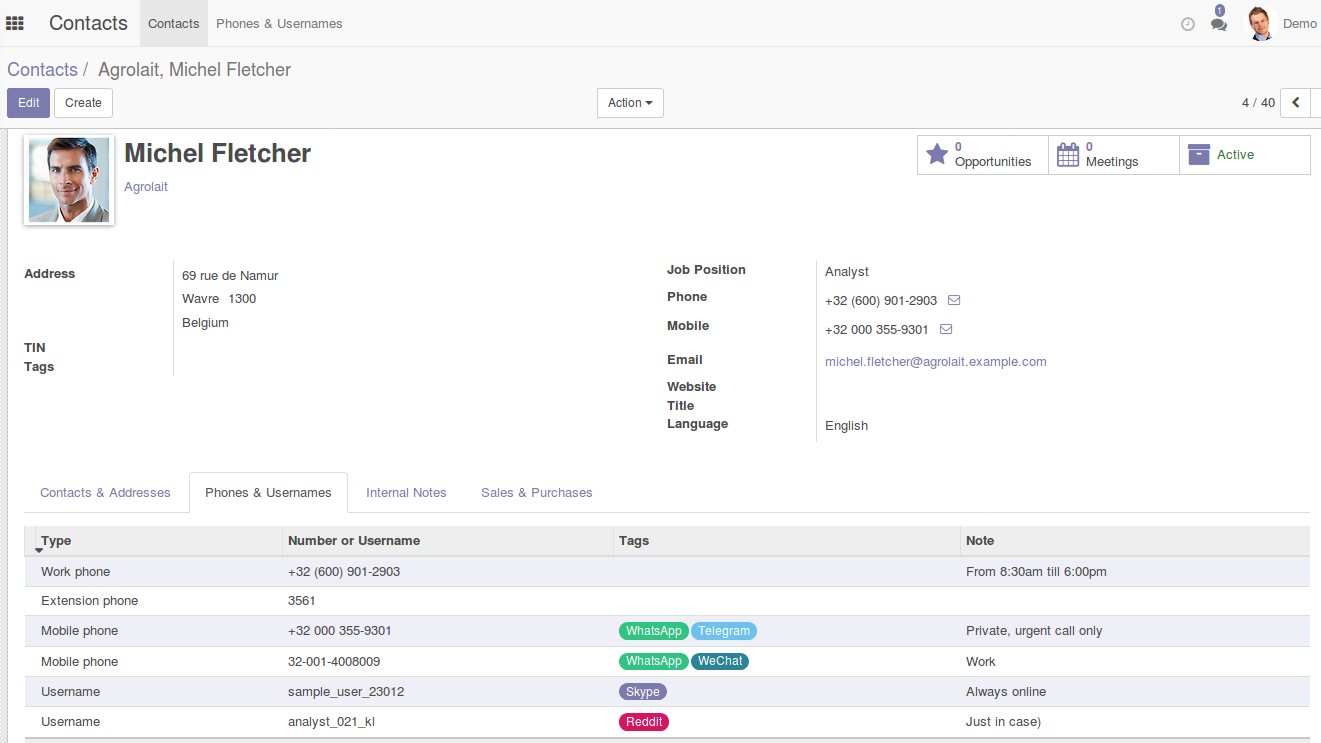 Contacts Contacts Phones & Usernames 1 Demo
Contacts / Agrolait, Michel Fletcher
Edit Create Action 4 / 40
Michel Fletcher
Agrolait
0 Opportunities 0 Meetings Active
Address
69 rue de Namur
Wavre 1300
Belgium
TIN
Tags
Job Position Analyst
Phone +32 (600) 901-2903
Mobile +32 000 355-9301
Email michel.fletcher@agrolait.example.com
Website
Title
Language English
Contacts & Addresses Phones & Usernames Internal Notes Sales & Purchases
Type Number or Username Tags Note
Work phone +32 (600) 901-2903 From 8:30am till 6:00pm
Extension phone 3561
Mobile phone +32 000 355-9301 WhatsApp Telegram Private, urgent call only
Mobile phone 32-001-4008009 WhatsApp WeChat Work
Username sample_user_23012 Skype Always online
Username analyst_021_kl Reddit Just in case)